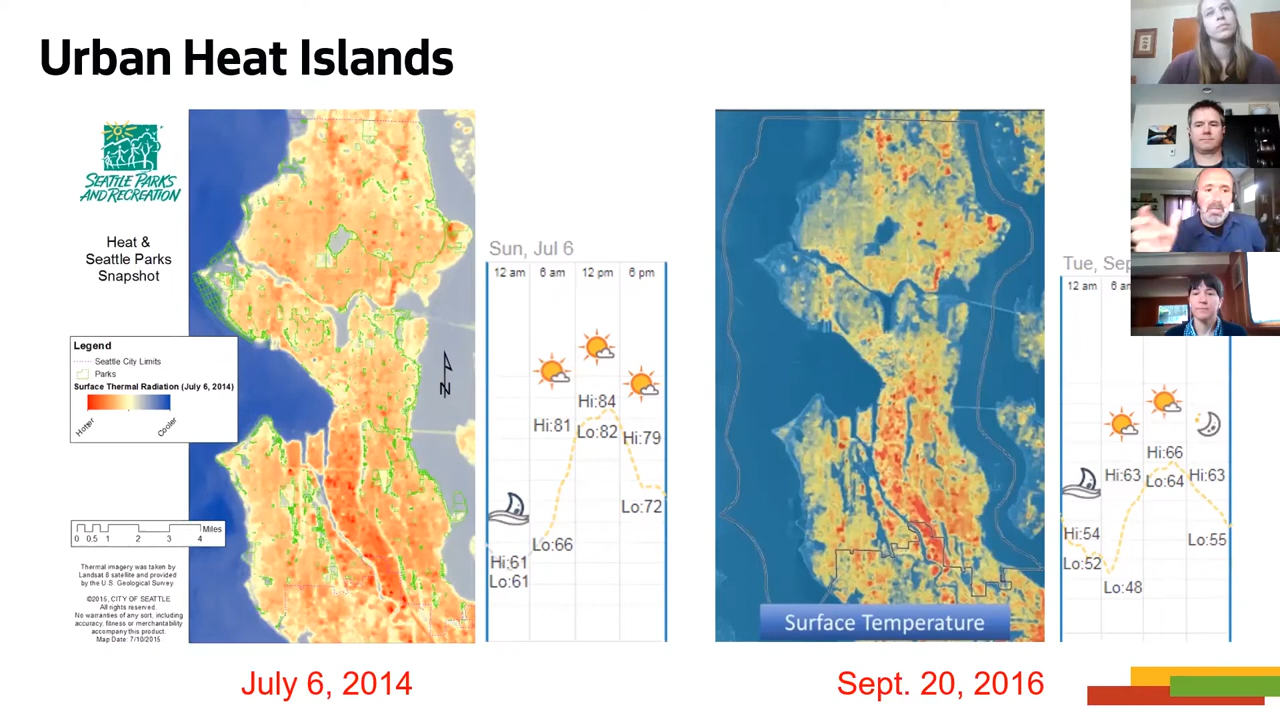 Urban Heat Islands
SEATTLE PARKS
AND RECREATION
Heat &
Seattle Parks
Snapshot
Legend
Seattle City Limits
Parks
Surface Thermal Radiation (July 6, 2014)
Hotter
Cooler
N
Miles
0 0.5 1 2 3 4
Thermal imagery was taken by
Landsat 8 satellite and provided
by the U.S. Geological Survey
©2015, CITY OF SEATTLE
All rights reserved.
No warranties of any sort, including
accuracy, fitness or merchantability
accompany this product.
Map Date: 7/10/2015
Sun, Jul 6
12 am 6 am 12 pm 6 pm
Hi:84
Hi:81 Lo:82 Hi:79
Lo:72
Lo:66
Hi:61
Lo:61
Surface Temperature
Tue, Sep
12 am 6 am
Hi:66
Hi:63 Lo:64 Hi:63
Hi:54 Lo:55
Lo:52
Lo:48
July 6, 2014
Sept. 20, 2016